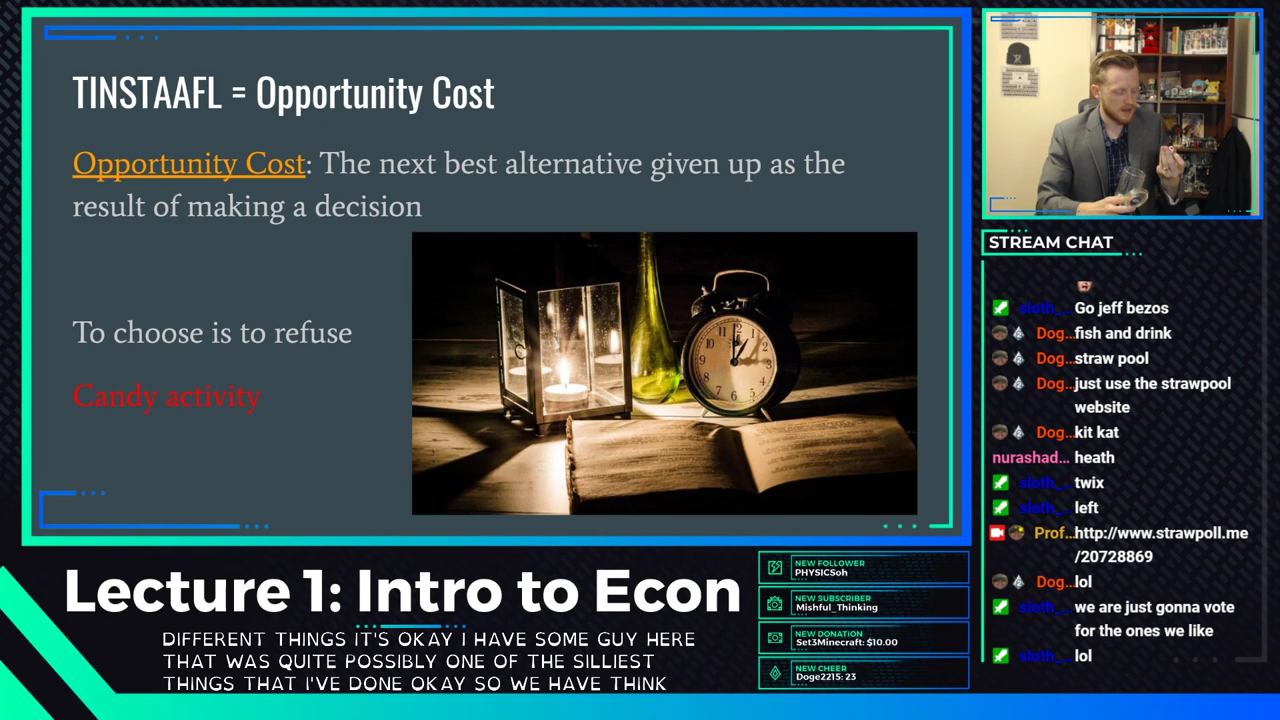 TINSTAAFL = Opportunity Cost
Opportunity Cost: The next best alternative given up as the
result of making a decision
To choose is to refuse
Candy activity
Lecture 1: Intro to Econ
DIFFERENT THINGS IT'S OKAY I HAVE SOME GUY HERE
THAT WAS QUITE POSSIBLY ONE OF THE SILLIEST
THINGS THAT I'VE DONE OKAY SO WE HAVE THINK
NEW FOLLOWER
PHYSICSoh
NEW SUBSCRIBER
Mishful_Thinking
NEW DONATION
Set3Minecraft: $10.00
NEW CHEER
Doge2215: 23
STREAM CHAT
sloth_... Go jeff bezos
Dog... fish and drink
Dog... straw pool
Dog... just use the strawpool
website
Dog... kit kat
nurashad... heath
sloth_... twix
sloth_... left
Prof... http://www.strawpoll.me
/20728869
Dog... lol
sloth_... we are just gonna vote
for the ones we like
sloth_... lol